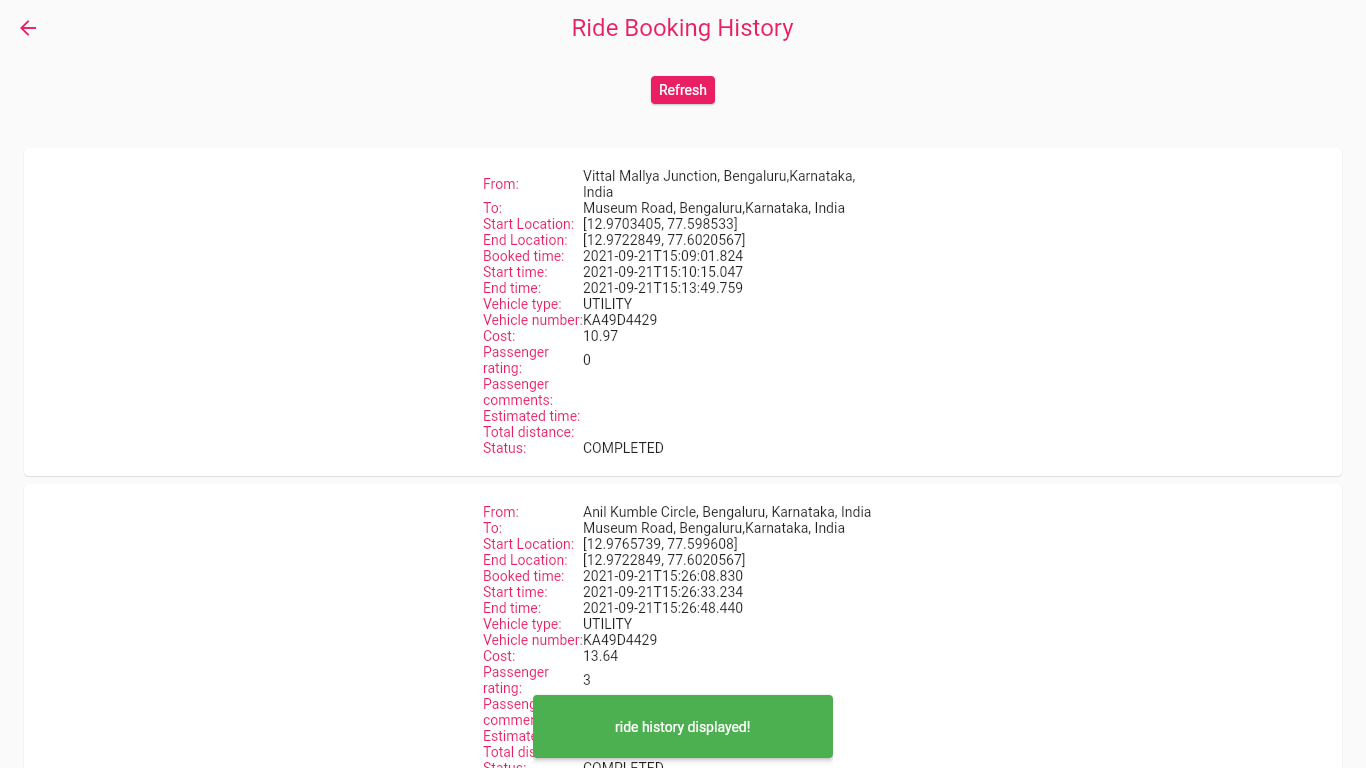 Ride Booking History
Refresh
From: Vittal Mallya Junction, Bengaluru,Karnataka,
India
To: Museum Road, Bengaluru,Karnataka, India
Start Location: [12.9703405, 77.598533]
End Location: [12.9722849, 77.6020567]
Booked time: 2021-09-21T15:09:01.824
Start time: 2021-09-21T15:10:15.047
End time: 2021-09-21T15:13:49.759
Vehicle type: UTILITY
Vehicle number: KA49D4429
Cost: 10.97
Passenger
rating: 0
Passenger
comments:
Estimated time:
Total distance:
Status: COMPLETED
From: Anil Kumble Circle, Bengaluru, Karnataka, India
To: Museum Road, Bengaluru,Karnataka, India
Start Location: [12.9765739, 77.599608]
End Location: [12.9722849, 77.6020567]
Booked time: 2021-09-21T15:26:08.830
Start time: 2021-09-21T15:26:33.234
End time: 2021-09-21T15:26:48.440
Vehicle type: UTILITY
Vehicle number: KA49D4429
Cost: 13.64
Passenger
rating: 3
ride history displayed!
Status: COMPLETED